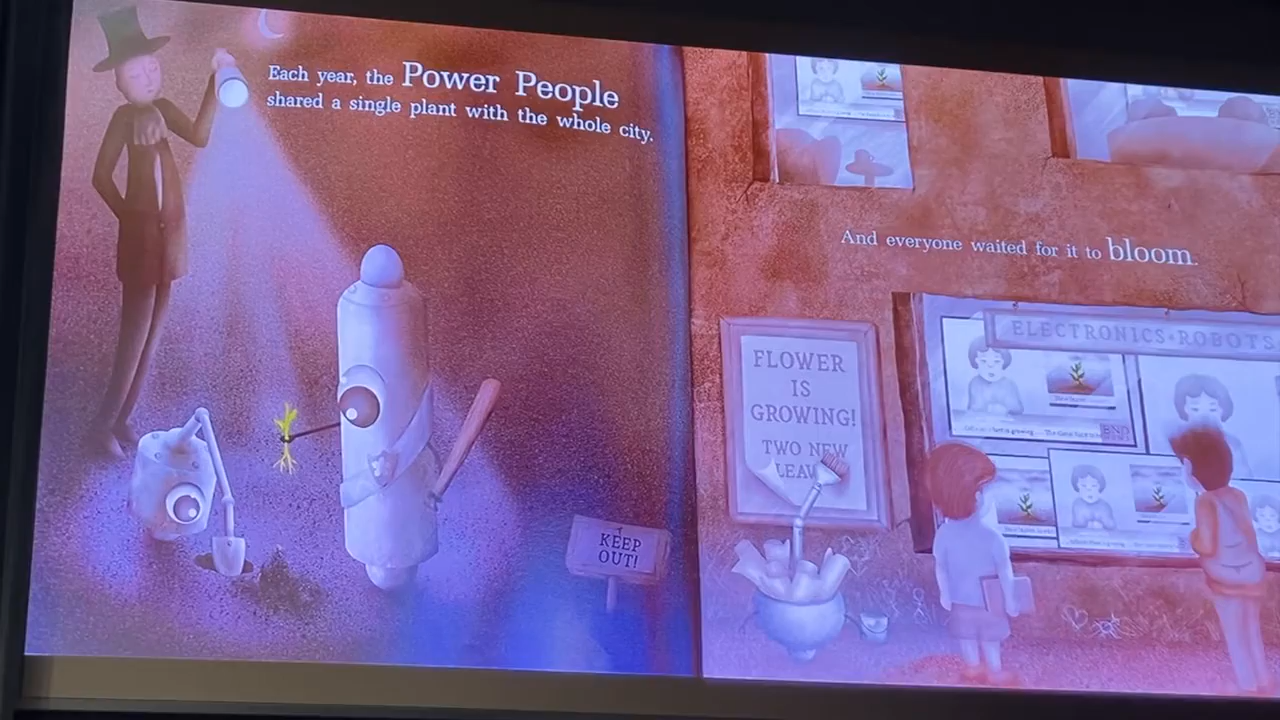 Each year, the Power People
shared a single plant with the whole city.
KEEP
OUT!
And everyone waited for it to bloom.
FLOWER
IS
GROWING!
TWO NEW
LEAV
ELECTRONICS•ROBOTS